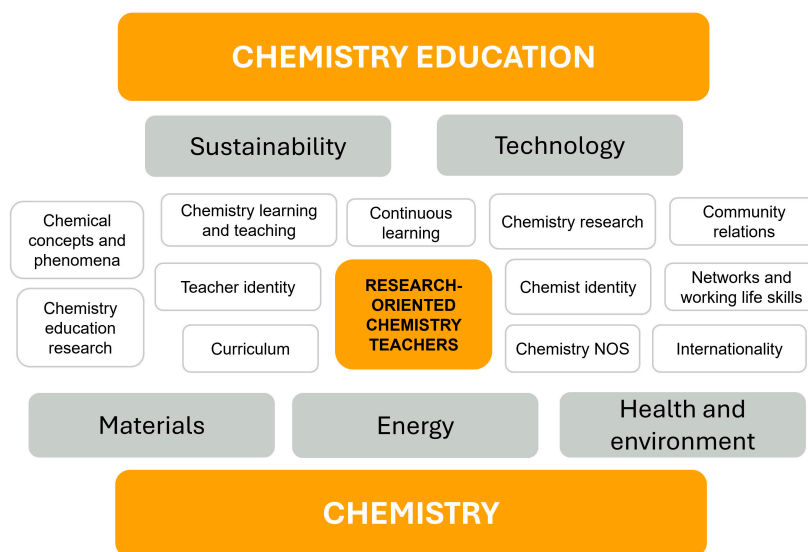 CHEMISTRY EDUCATION
Sustainability
Technology
Chemical
concepts and
phenomena
Chemistry learning
and teaching
Continuous
learning
Chemistry research
Community
relations
Chemistry
education
research
Teacher identity
RESEARCH-
ORIENTED
CHEMISTRY
TEACHERS
Chemist identity
Networks and
working life skills
Curriculum
Chemistry NOS
Internationality
Materials
Energy
Health and
environment
CHEMISTRY